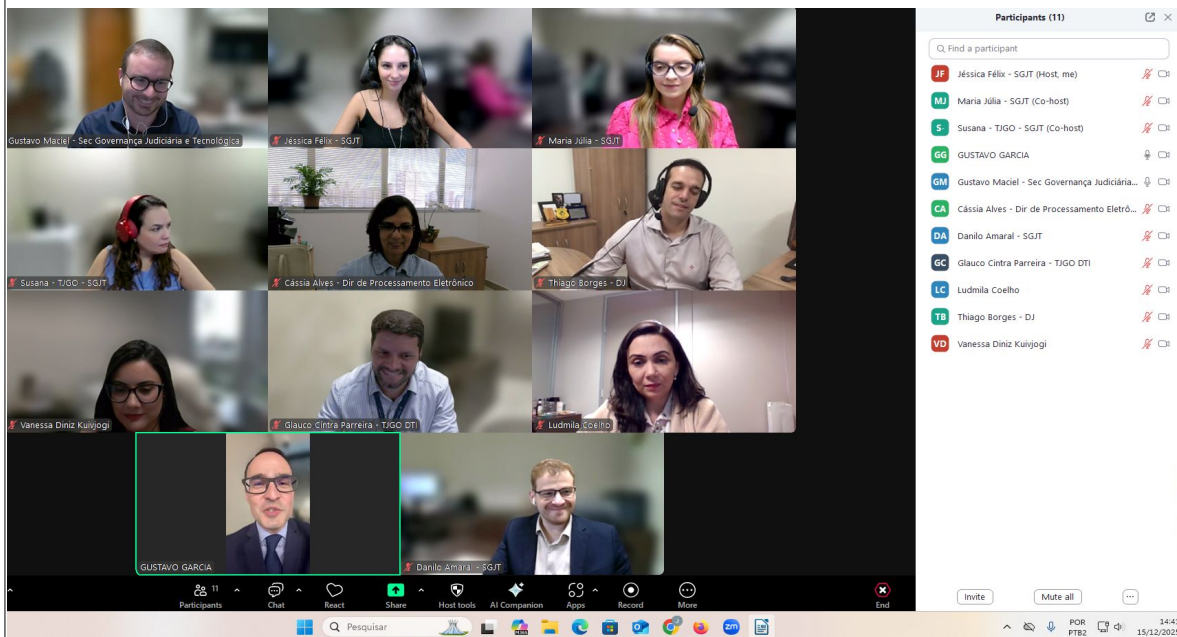 Gustavo Maciel - Sec Governança Judiciária e Tecnológica
Jéssica Félix - SGJT
Maria Júlia - SGJT
Susana - TJGO - SGJT
Cássia Alves - Dir de Processamento Eletrônico
Thiago Borges - DJ
Vanessa Diniz Kuivjogi
Glauco Cintra Parreira - TJGO DTI
Ludmila Coelho
GUSTAVO GARCIA
Danilo Amaral - SGJT
Participants (11)
Find a participant
JF Jéssica Félix - SGJT (Host, me)
MJ Maria Júlia - SGJT (Co-host)
S- Susana - TJGO - SGJT (Co-host)
GG GUSTAVO GARCIA
GM Gustavo Maciel - Sec Governança Judiciária...
CA Cássia Alves - Dir de Processamento Eletrô...
DA Danilo Amaral - SGJT
GC Glauco Cintra Parreira - TJGO DTI
LC Ludmila Coelho
TB Thiago Borges - DJ
VD Vanessa Diniz Kuivjogi
Invite Mute all
11
Participants Chat React Share Host tools AI Companion Apps Record More End
Pesquisar
zm
POR
PTB2
15/12/202